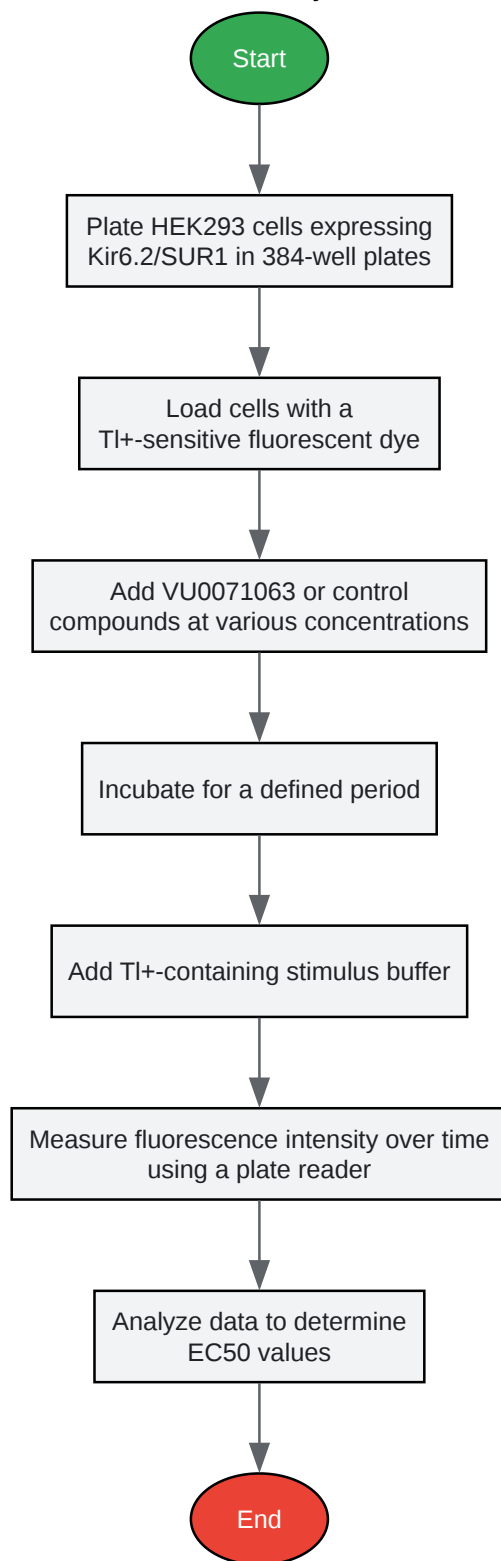 Start
Plate HEK293 cells expressing
Kir6.2/SUR1 in 384-well plates
Load cells with a
Tl+-sensitive fluorescent dye
Add VU0071063 or control
compounds at various concentrations
Incubate for a defined period
Add Tl+-containing stimulus buffer
Measure fluorescence intensity over time
using a plate reader
Analyze data to determine
EC50 values
End